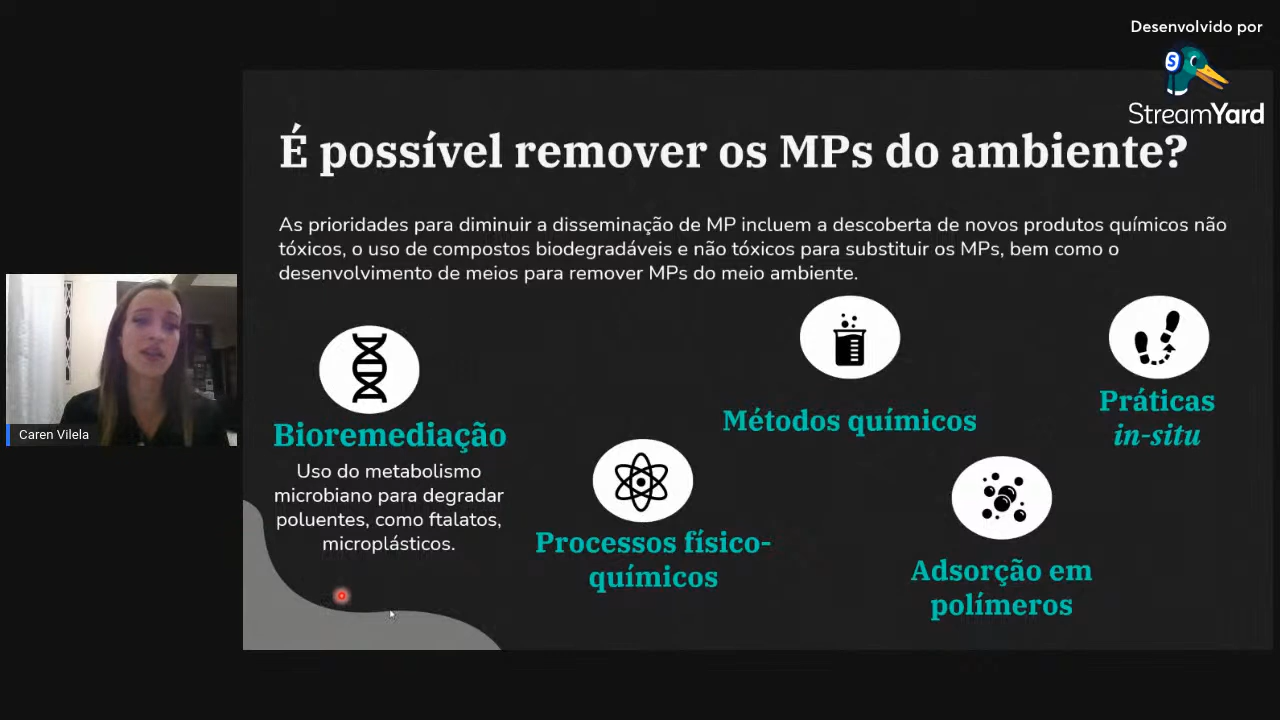 Desenvolvido por
StreamYard
É possível remover os MPs do ambiente?
As prioridades para diminuir a disseminação de MP incluem a descoberta de novos produtos químicos não
tóxicos, o uso de compostos biodegradáveis e não tóxicos para substituir os MPs, bem como o
desenvolvimento de meios para remover MPs do meio ambiente.
Bioremediação
Uso do metabolismo
microbiano para degradar
poluentes, como ftalatos,
microplásticos.
Processos físico-
químicos
Métodos químicos
Adsorção em
polímeros
Práticas
in-situ
Caren Vilela